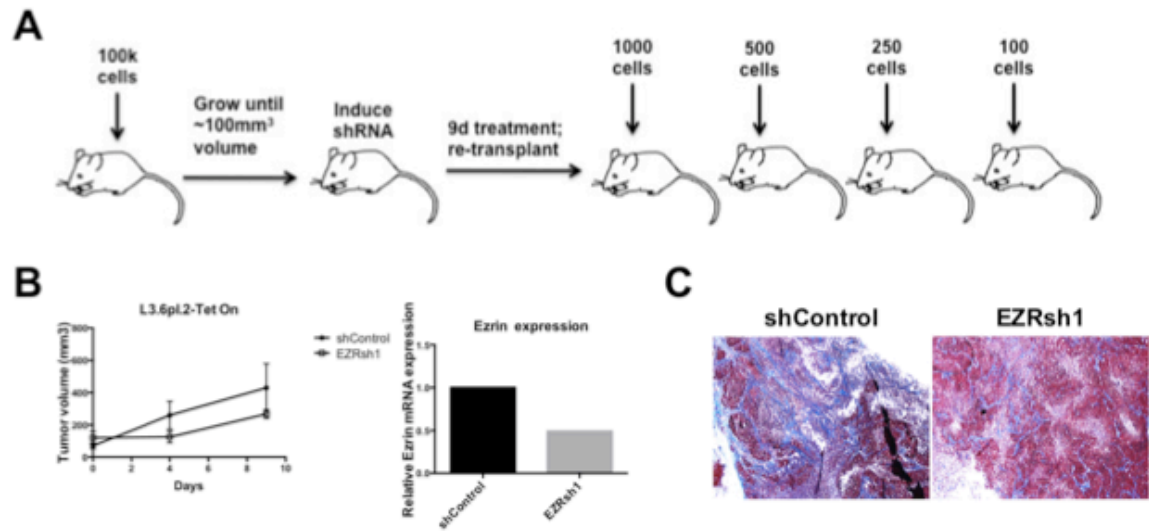 A
100k
cells
Grow until
~100mm³
volume
Induce
shRNA
9d treatment;
re-transplant
1000
cells
500
cells
250
cells
100
cells
B
L3.6pl.2-Tet On
Tumor volume (mm3)
800
600
400
200
0
0 2 4 6 8 10
Days
shControl
EZRsh1
Ezrin expression
Relative Ezrin mRNA expression
1.5
1.0
0.5
0.0
shControl
EZRsh1
C
shControl
EZRsh1